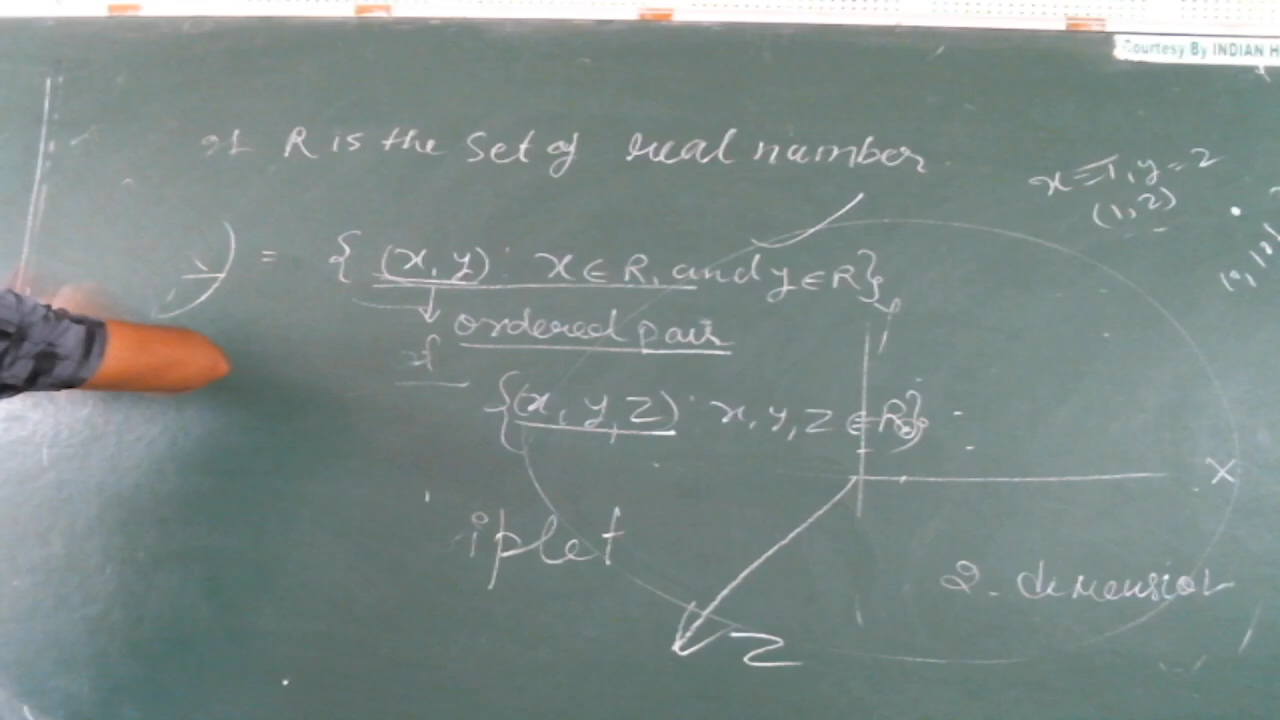 Courtesy By INDIAN H
If R is the set of real number
x=1, y=2
(1,2)
= {(x,y): x∈R, and y∈R}
ordered pair
if
{(x,y,z): x,y,z ∈R}
X
iplet
2. dimension
Z